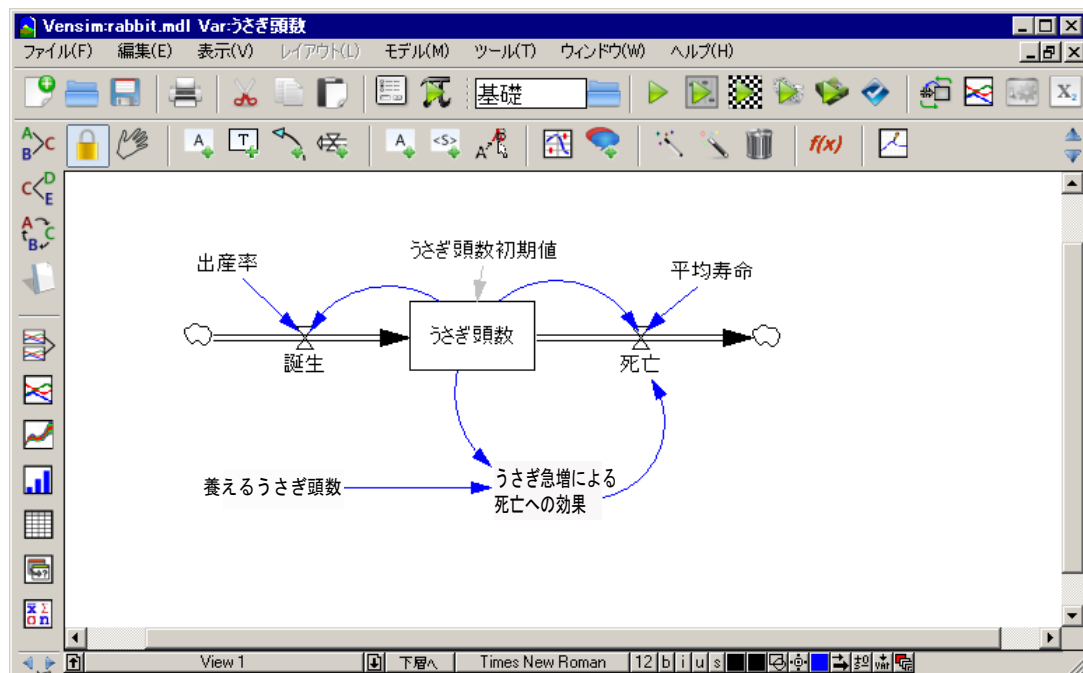 Vensim:rabbit.mdl Var:うさぎ頭数
ファイル(F) 編集(E) 表示(V) レイアウト(L) モデル(M) ツール(T) ウィンドウ(W) ヘルプ(H)
基礎
X₂
A B C
A T A <S> A B f(x)
C D E
A C B
出産率
うさぎ頭数初期値
平均寿命
うさぎ頭数
誕生
死亡
養えるうさぎ頭数
うさぎ急増による
死亡への効果
View 1 下層へ Times New Roman 12 b i u s